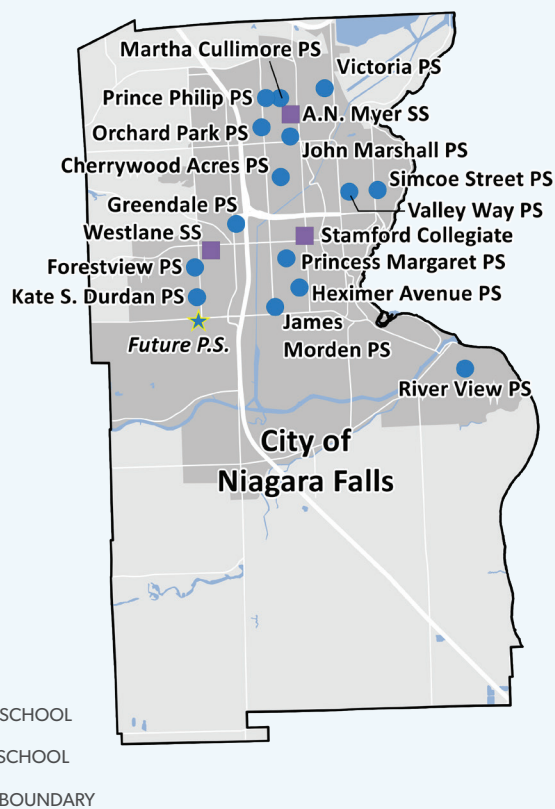 Martha Cullimore PS
Victoria PS
Prince Philip PS
A.N. Myer SS
Orchard Park PS
John Marshall PS
Cherrywood Acres PS
Simcoe Street PS
Greendale PS
Valley Way PS
Westlane SS
Stamford Collegiate
Forestview PS
Princess Margaret PS
Kate S. Durdan PS
Heximer Avenue PS
Future P.S.
James
Morden PS
River View PS
City of
Niagara Falls
SCHOOL
SCHOOL
BOUNDARY